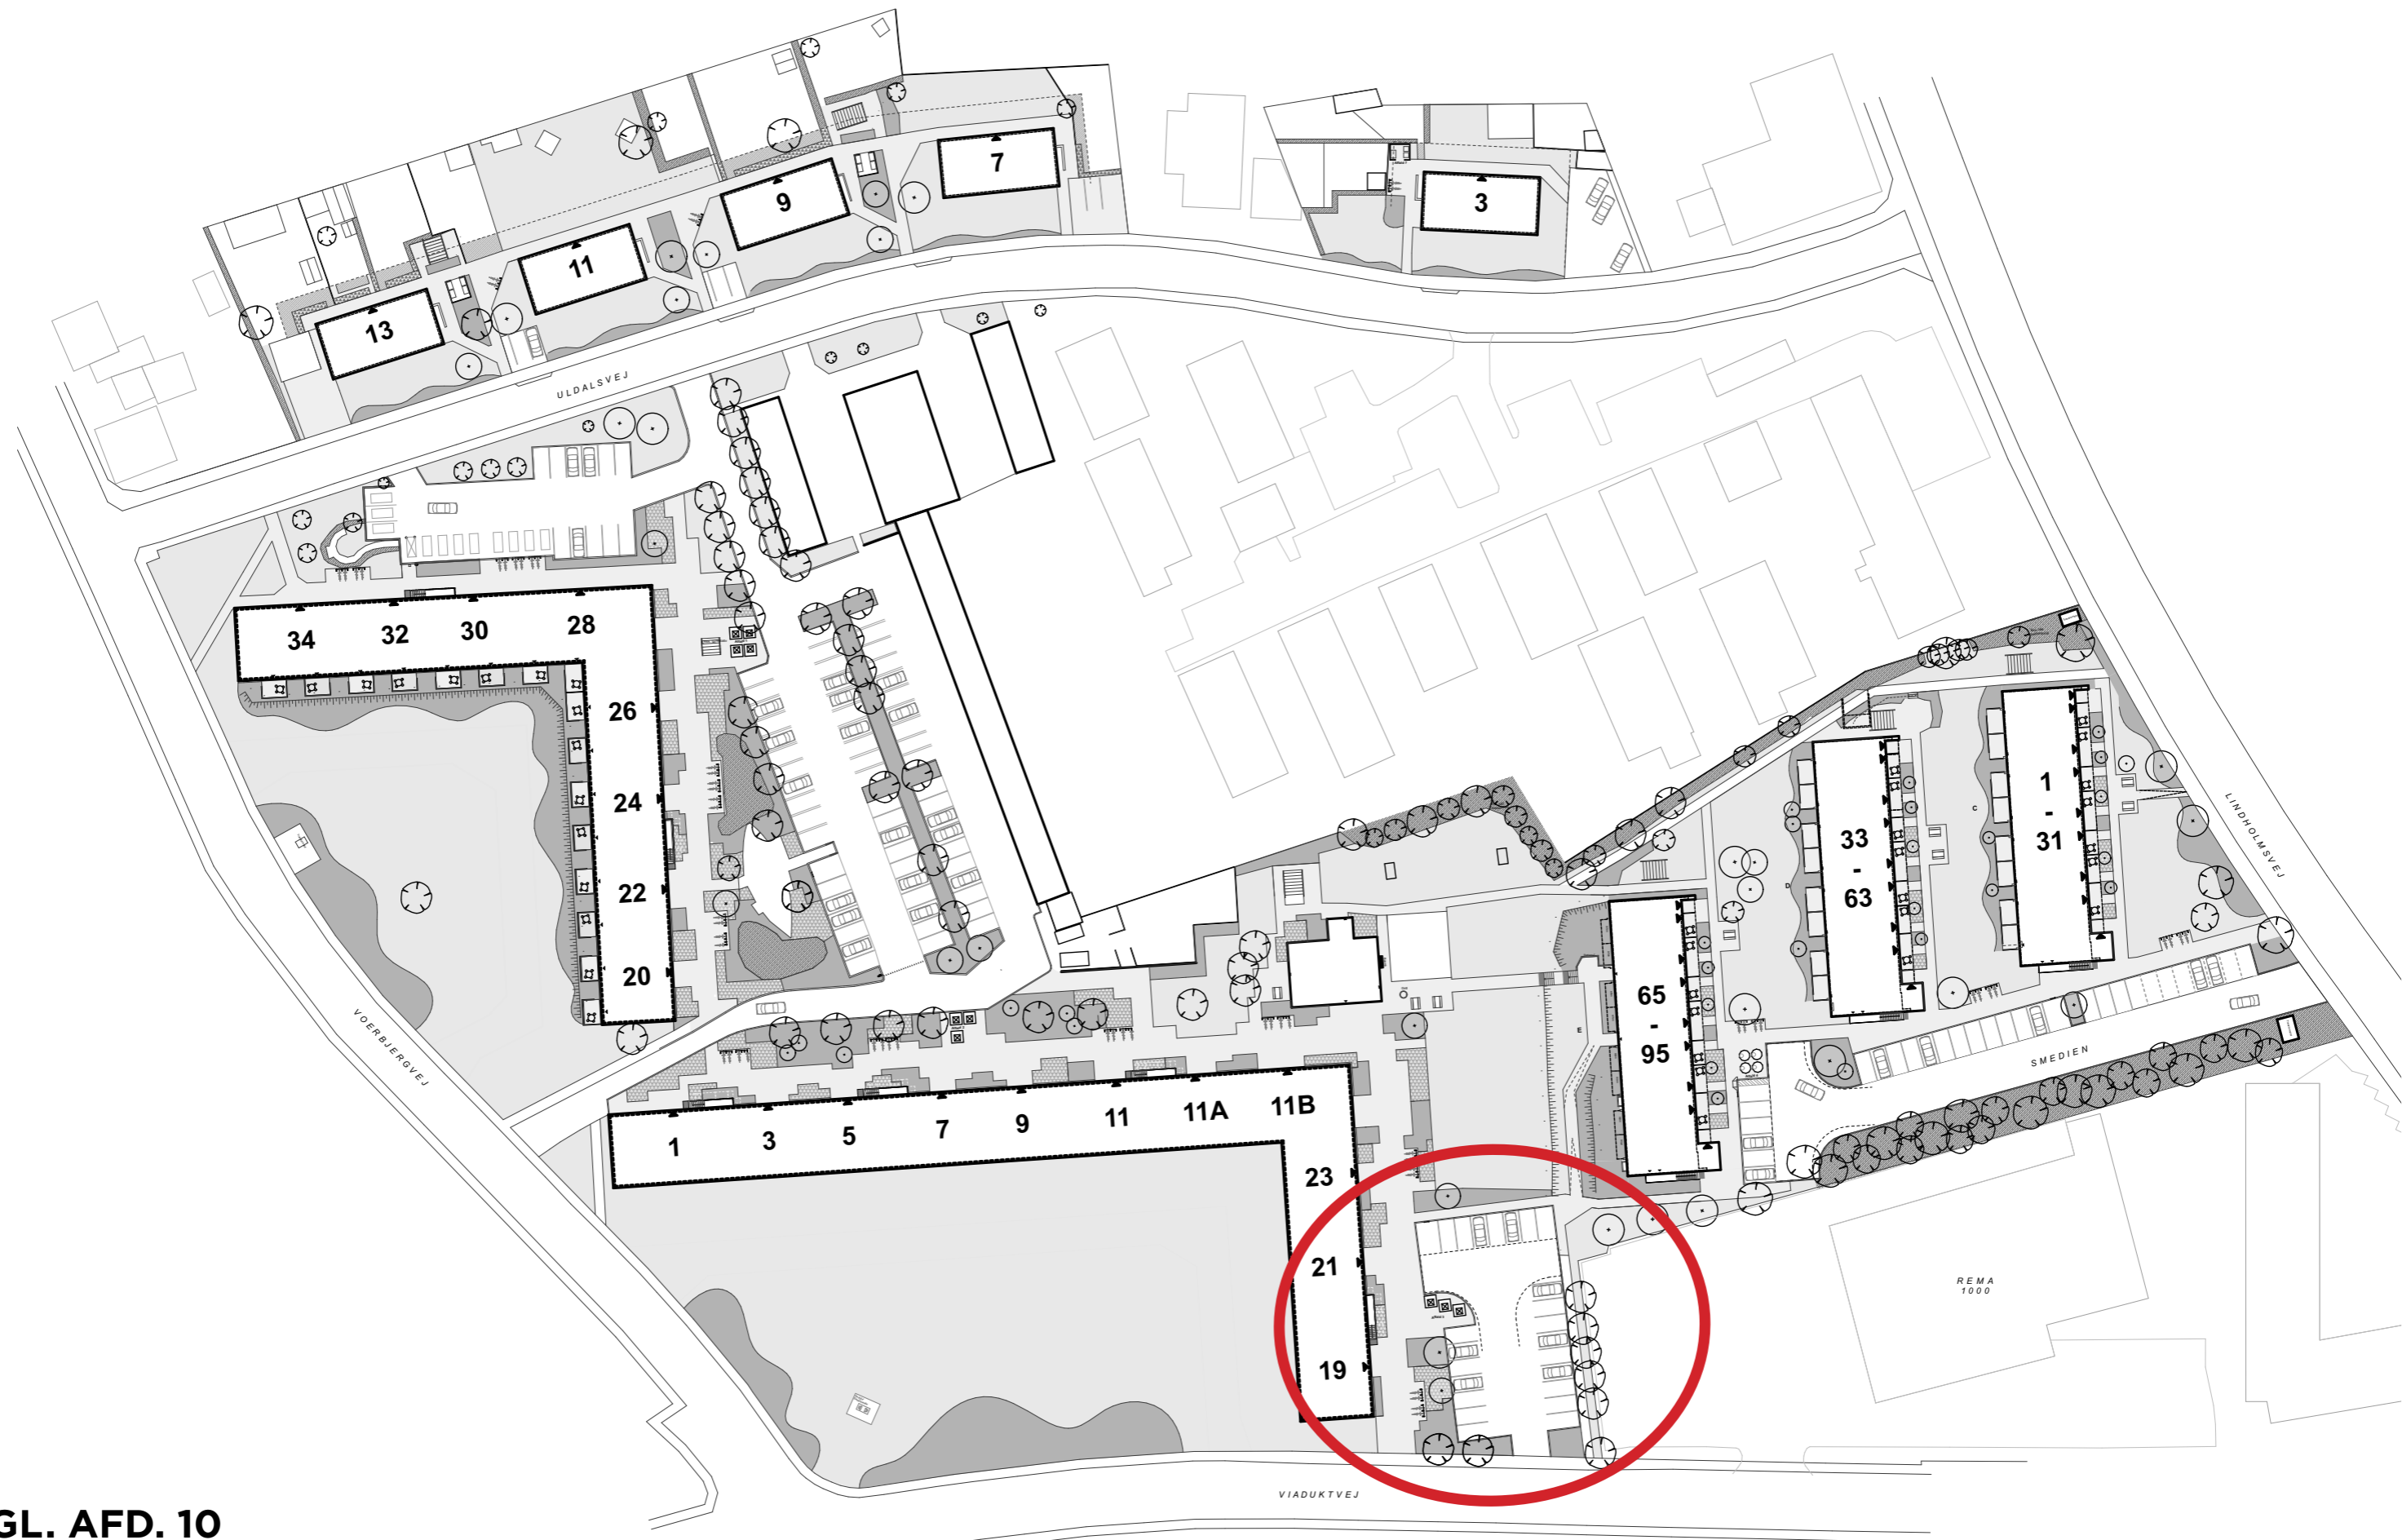 7
3
9
11
13
ULDALSVEJ
34
32
30
28
26
24
22
20
1
-
31
33
-
63
C
D
LINDHOLMSVEJ
65
-
95
E
VOERBJERGVEJ
SMEDIEN
1
3
5
7
9
11
11A
11B
23
21
19
REMA
1000
VIADUKTVEJ
GL. AFD. 10